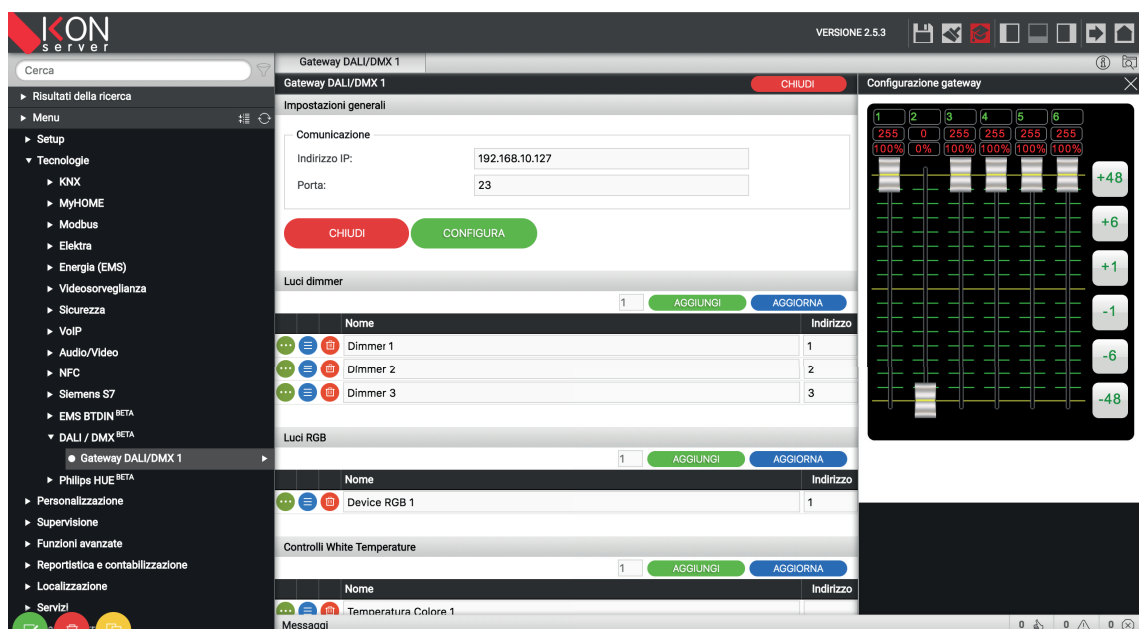 KON
server
VERSIONE 2.5.3
Cerca
Risultati della ricerca
Menu
Setup
Tecnologie
KNX
MyHOME
Modbus
Elektra
Energia (EMS)
Videosorveglianza
Sicurezza
VoIP
Audio/Video
NFC
Siemens S7
EMS BTDIN BETA
DALI / DMX BETA
Gateway DALI/DMX 1
Philips HUE BETA
Personalizzazione
Supervisione
Funzioni avanzate
Reportistica e contabilizzazione
Localizzazione
Servizi
Gateway DALI/DMX 1
Gateway DALI/DMX 1 CHIUDI
Impostazioni generali
Comunicazione
Indirizzo IP: 192.168.10.127
Porta: 23
CHIUDI CONFIGURA
Luci dimmer
1 AGGIUNGI AGGIORNA
Nome Indirizzo
Dimmer 1 1
Dimmer 2 2
Dimmer 3 3
Luci RGB
1 AGGIUNGI AGGIORNA
Nome Indirizzo
Device RGB 1 1
Controlli White Temperature
1 AGGIUNGI AGGIORNA
Nome Indirizzo
Temperatura Colore 1
Messaggi 0 0 0
Configurazione gateway
1 2 3 4 5 6
255 0 255 255 255 255
100% 0% 100% 100% 100% 100%
+48
+6
+1
-1
-6
-48